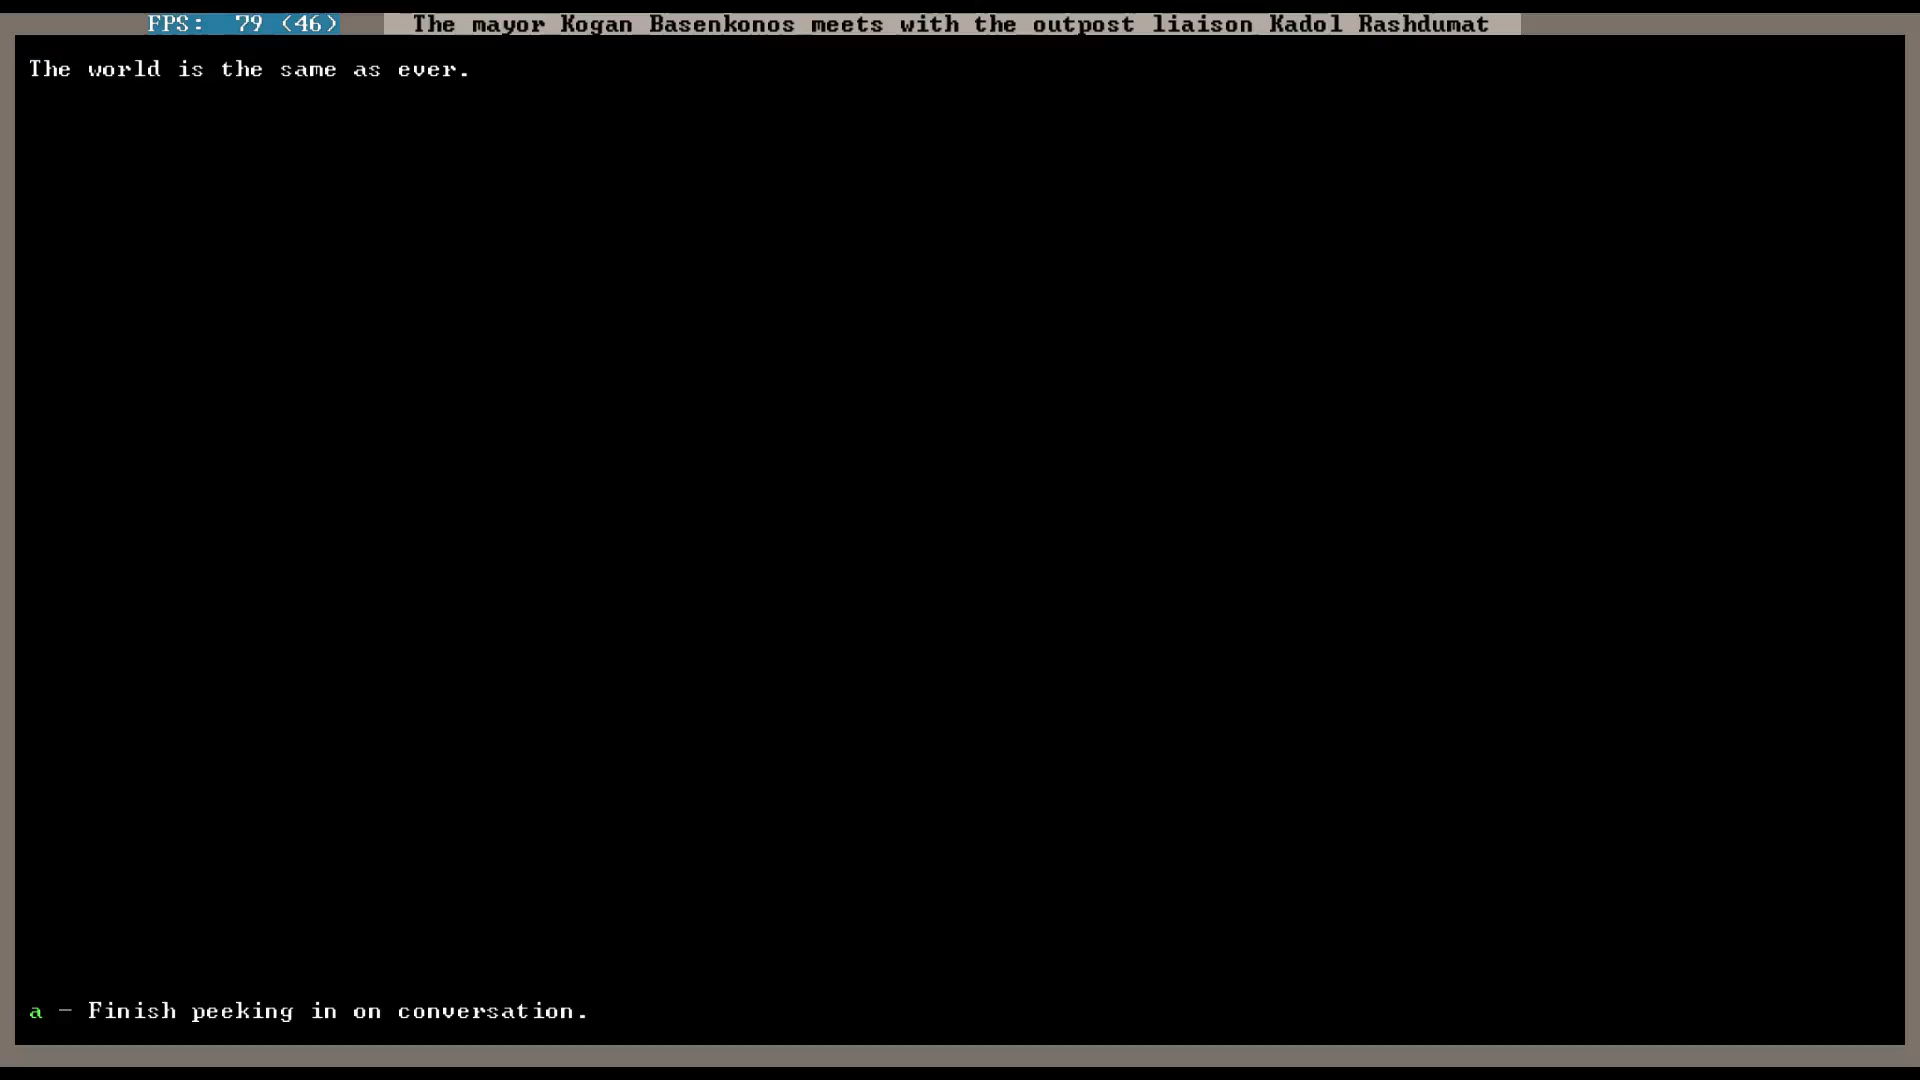 FPS: 79 (46) The mayor Kogan Basenkonos meets with the outpost liaison Kadol Rashdumat
The world is the same as ever.
a - Finish peeking in on conversation.